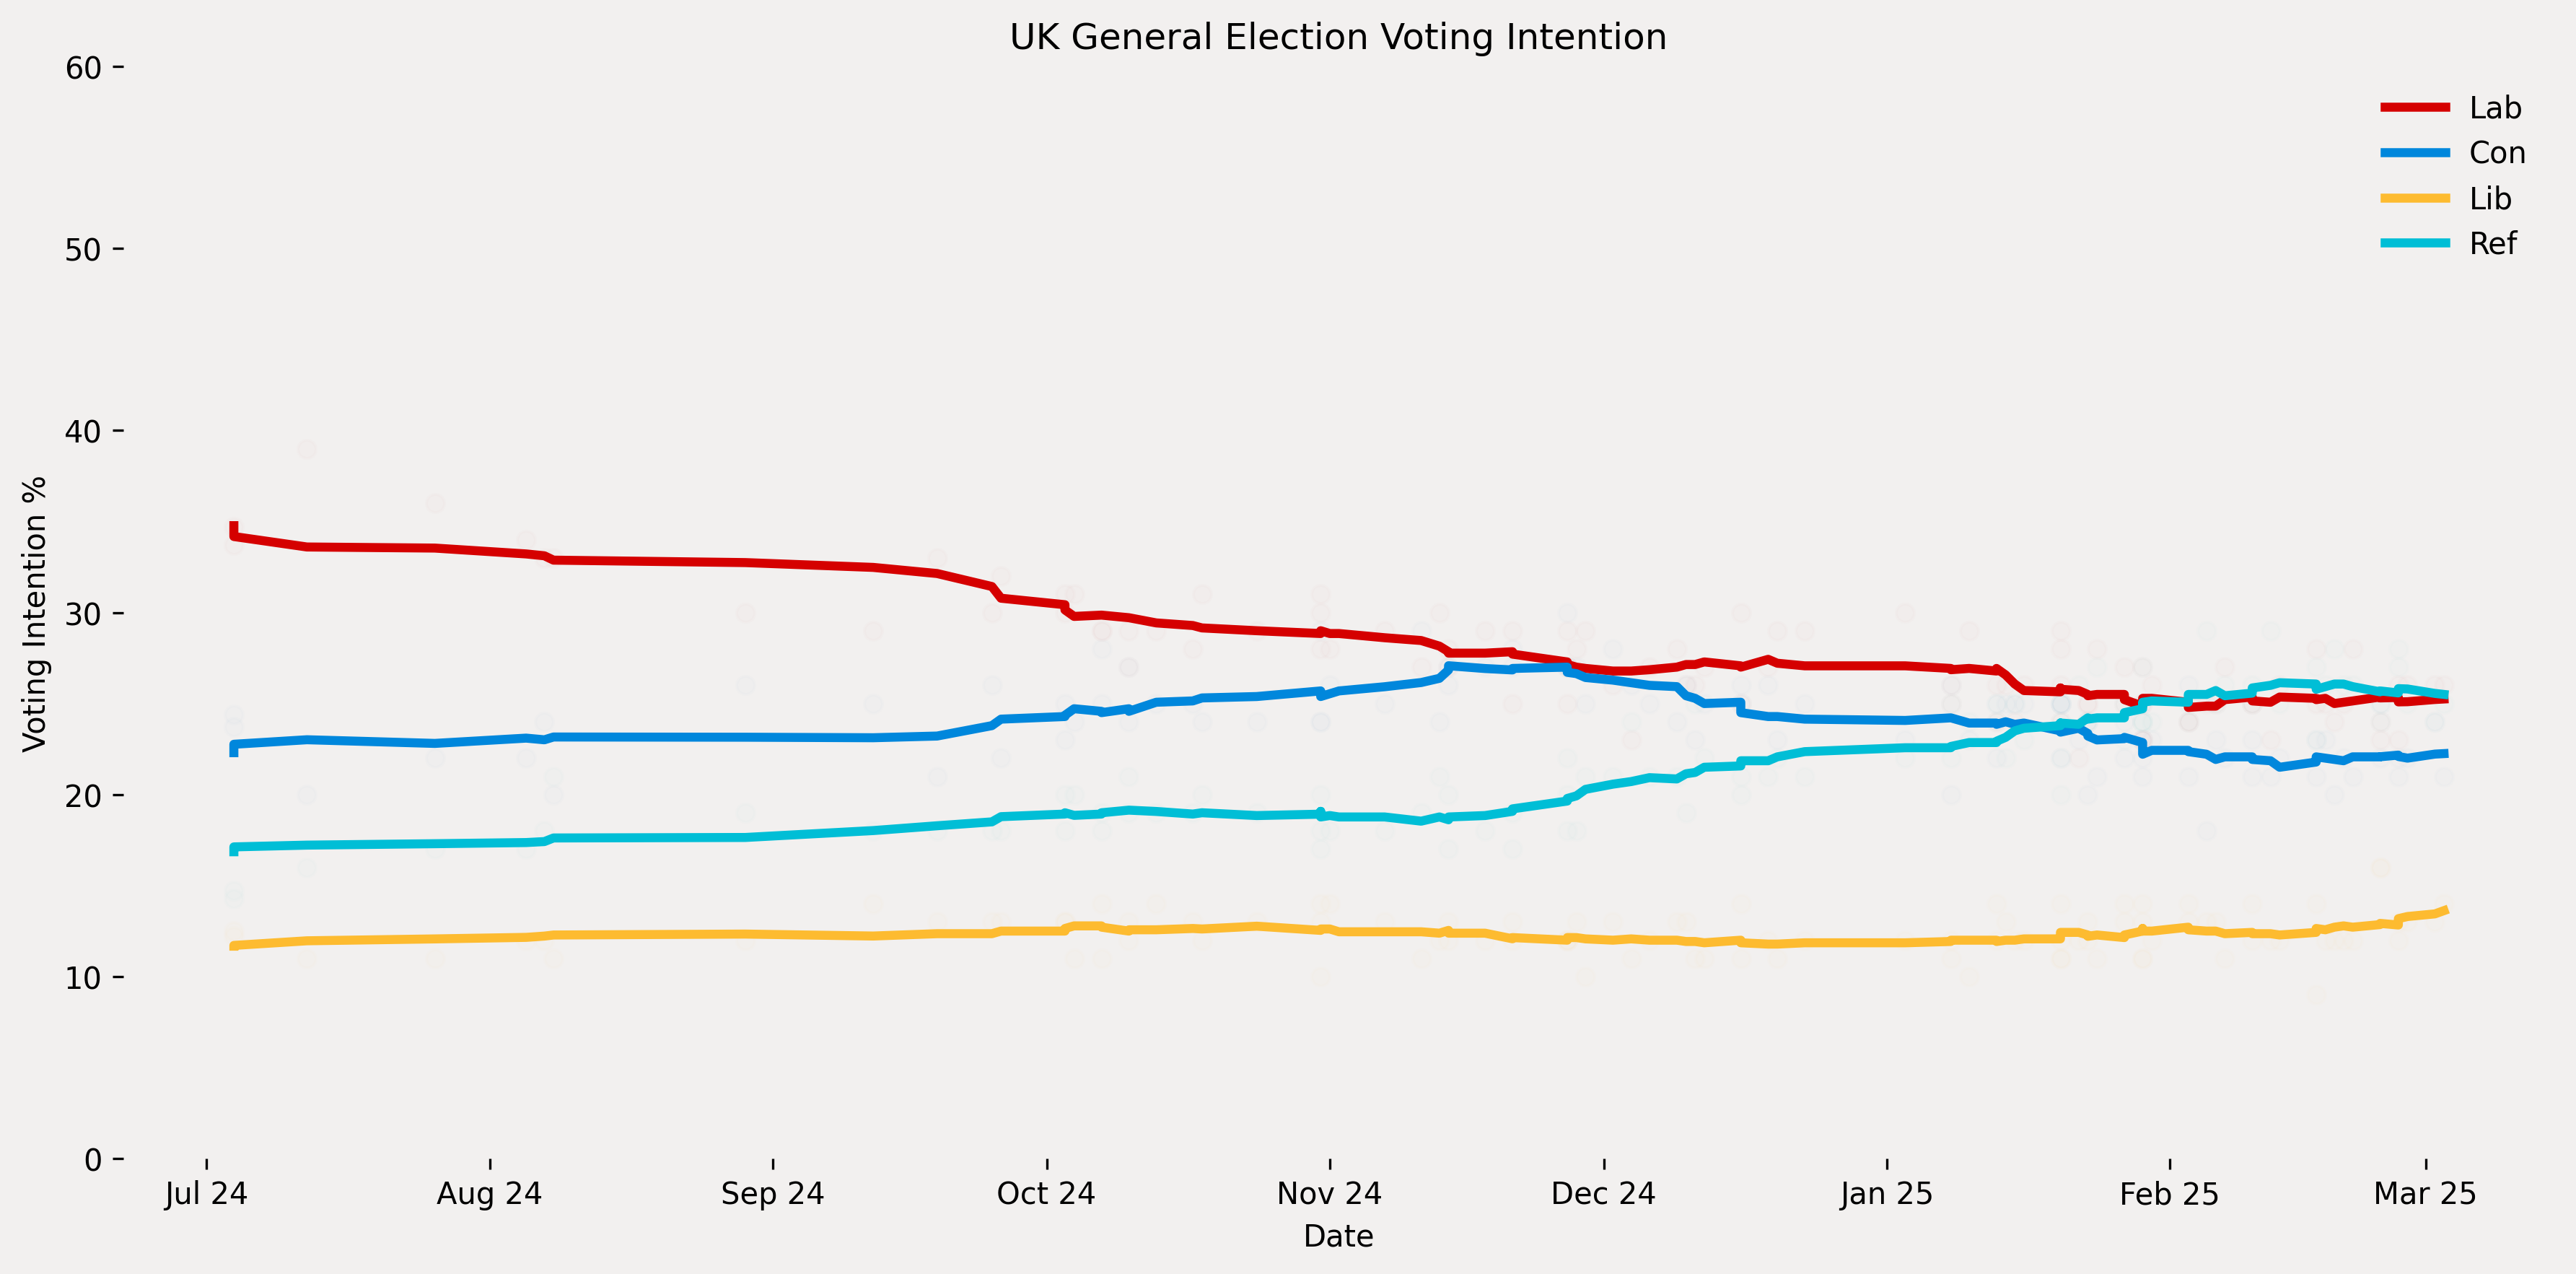 UK General Election Voting Intention
60
50
40
30
20
10
0
Voting Intention %
Lab
Con
Lib
Ref
Jul 24
Aug 24
Sep 24
Oct 24
Nov 24
Dec 24
Jan 25
Feb 25
Mar 25
Date